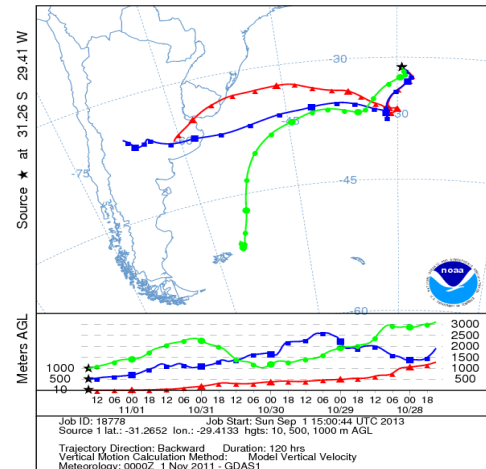 Source ★ at 31.26 S 29.41 W
-30
-30
-45
-75
-60
noaa
Meters AGL
3000
2500
2000
1500
1000
500
1000
500
10
12 06 00 18 12 06 00 18 12 06 00 18 12 06 00 18 12 06 00 18
11/01 10/31 10/30 10/29 10/28
Job ID: 18778 Job Start: Sun Sep 1 15:00:44 UTC 2013
Source 1 lat.: -31.2652 lon.: -29.4133 hgts: 10, 500, 1000 m AGL
Trajectory Direction: Backward Duration: 120 hrs
Vertical Motion Calculation Method: Model Vertical Velocity
Meteorology: 0000Z 1 Nov 2011 - GDAS1